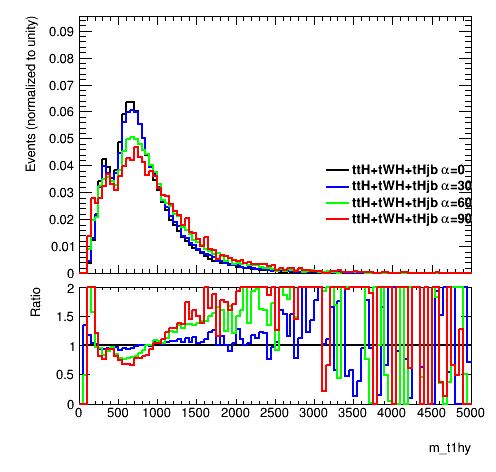 Events (normalized to unity)
0.09
0.08
0.07
0.06
0.05
0.04
0.03
0.02
0.01
0
ttH+tWH+tHjb α=0
ttH+tWH+tHjb α=30
ttH+tWH+tHjb α=60
ttH+tWH+tHjb α=90
Ratio
2
1.5
1
0.5
0
0 500 1000 1500 2000 2500 3000 3500 4000 4500 5000
m_t1hy